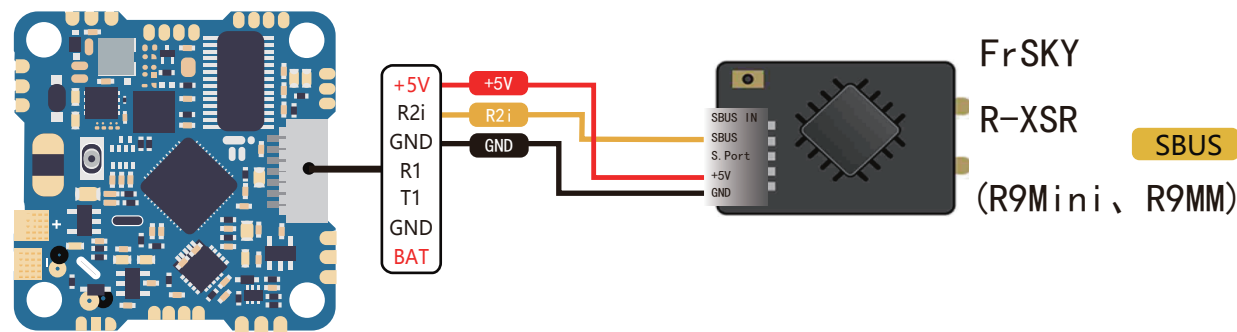 +
+5V
R2i
GND
R1
T1
GND
BAT
+5V
R2i
GND
SBUS IN
SBUS
S.Port
+5V
GND
FrSKY
R-XSR
SBUS
(R9Mini、R9MM)